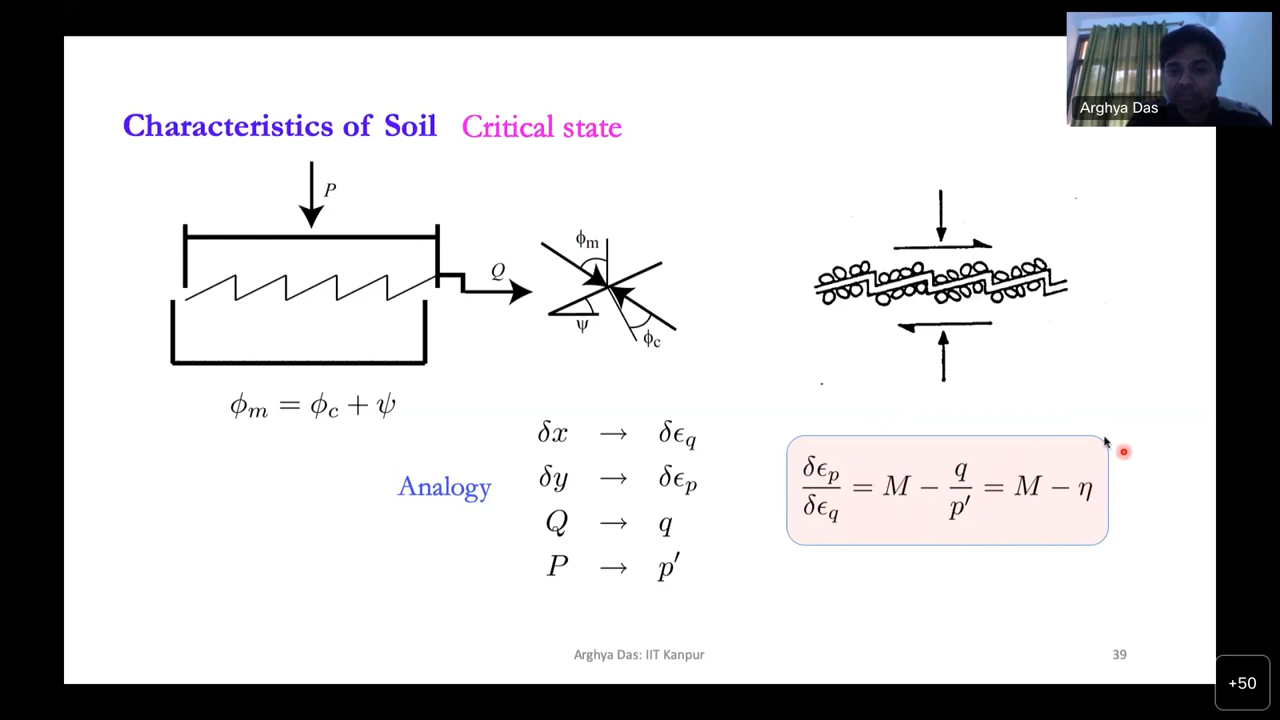 Arghya Das
Characteristics of Soil Critical state
P
Q
ϕm
ψ
ϕc
ϕm = ϕc + ψ
Analogy
δx → δϵq
δy → δϵp
Q → q
P → p′
δϵp/δϵq = M − q/p′ = M − η
Arghya Das: IIT Kanpur
39
+50